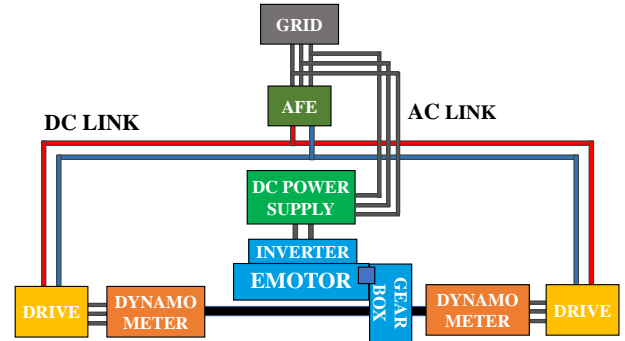 GRID
AFE
DC LINK
AC LINK
DC POWER
SUPPLY
INVERTER
EMOTOR
GEAR
BOX
DRIVE
DYNAMO
METER
DYNAMO
METER
DRIVE